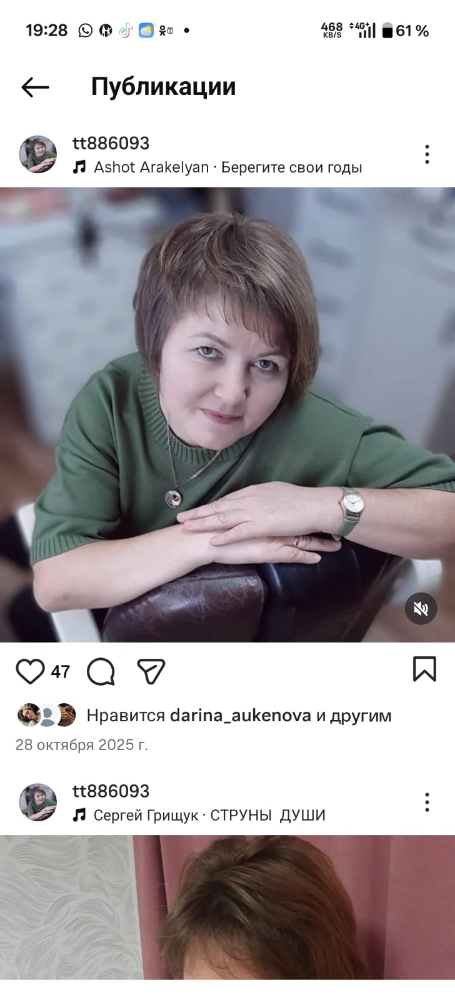 19:28
468 KB/S 4G+ 61 %
Публикации
tt886093
Ashot Arakelyan · Берегите свои годы
47
Нравится darina_aukenova и другим
28 октября 2025 г.
tt886093
Сергей Грищук · СТРУНЫ ДУШИ